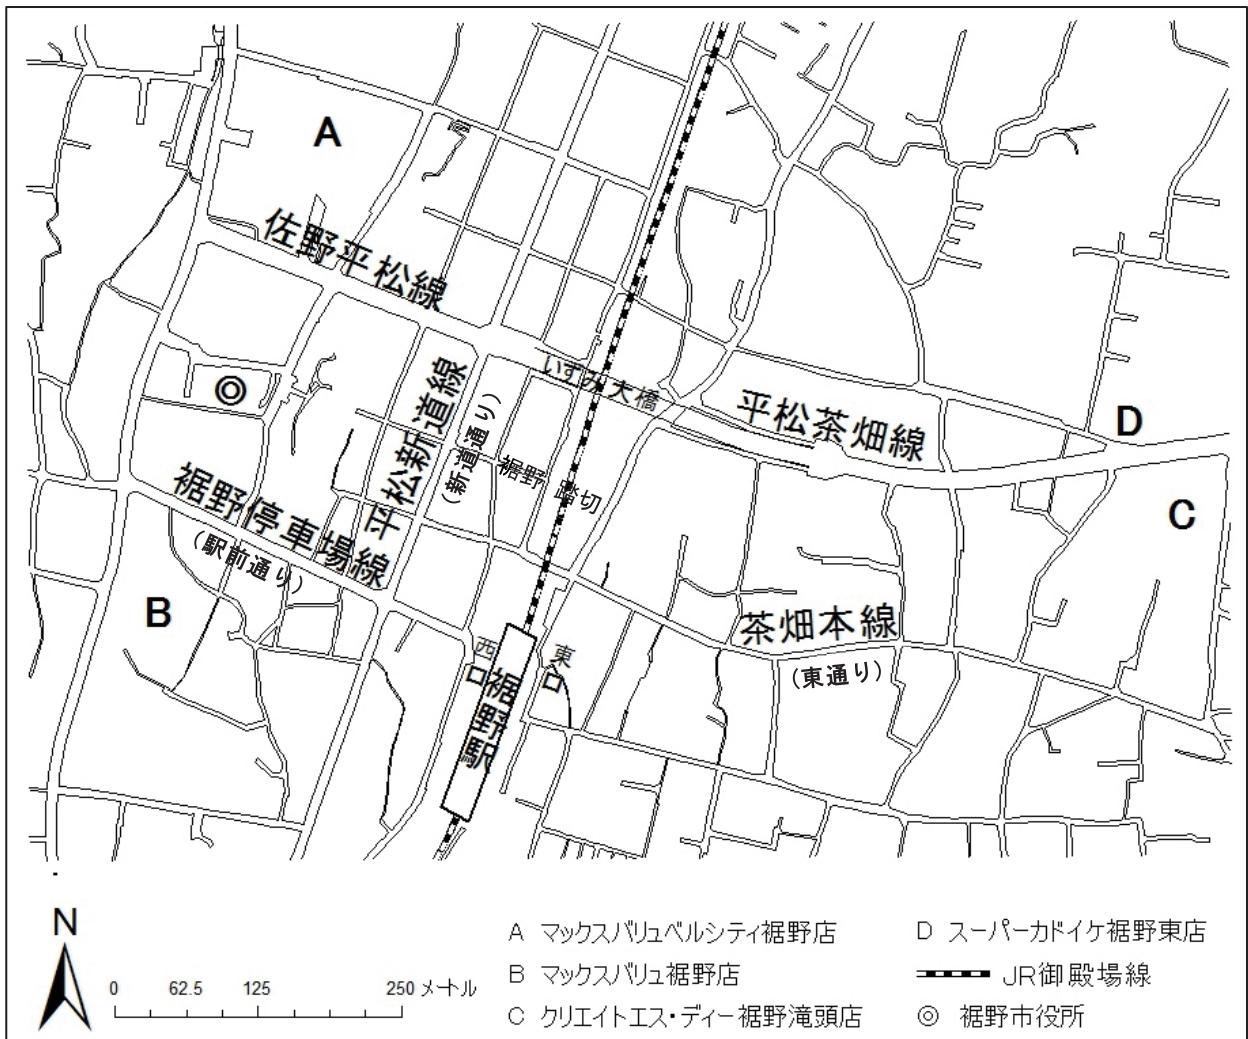 A
佐野平松線
いずみ大橋
平松茶畑線
D
◎
平松新道線
(新道通り)
裾野踏切
裾野停車場線
(駅前通り)
C
B
茶畑本線
(東通り)
西口
東口
裾野駅
N
0 62.5 125 250 メートル
A マックスバリュベルシティ裾野店
B マックスバリュ裾野店
C クリエイトエス・ディー裾野滝頭店
D スーパーカドイケ裾野東店
JR御殿場線
◎ 裾野市役所